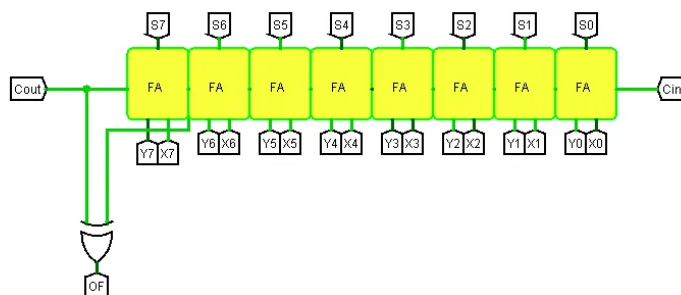 S7 S6 S5 S4 S3 S2 S1 S0
Cout FA FA FA FA FA FA FA FA Cin
Y7 X7 Y6 X6 Y5 X5 Y4 X4 Y3 X3 Y2 X2 Y1 X1 Y0 X0
OF